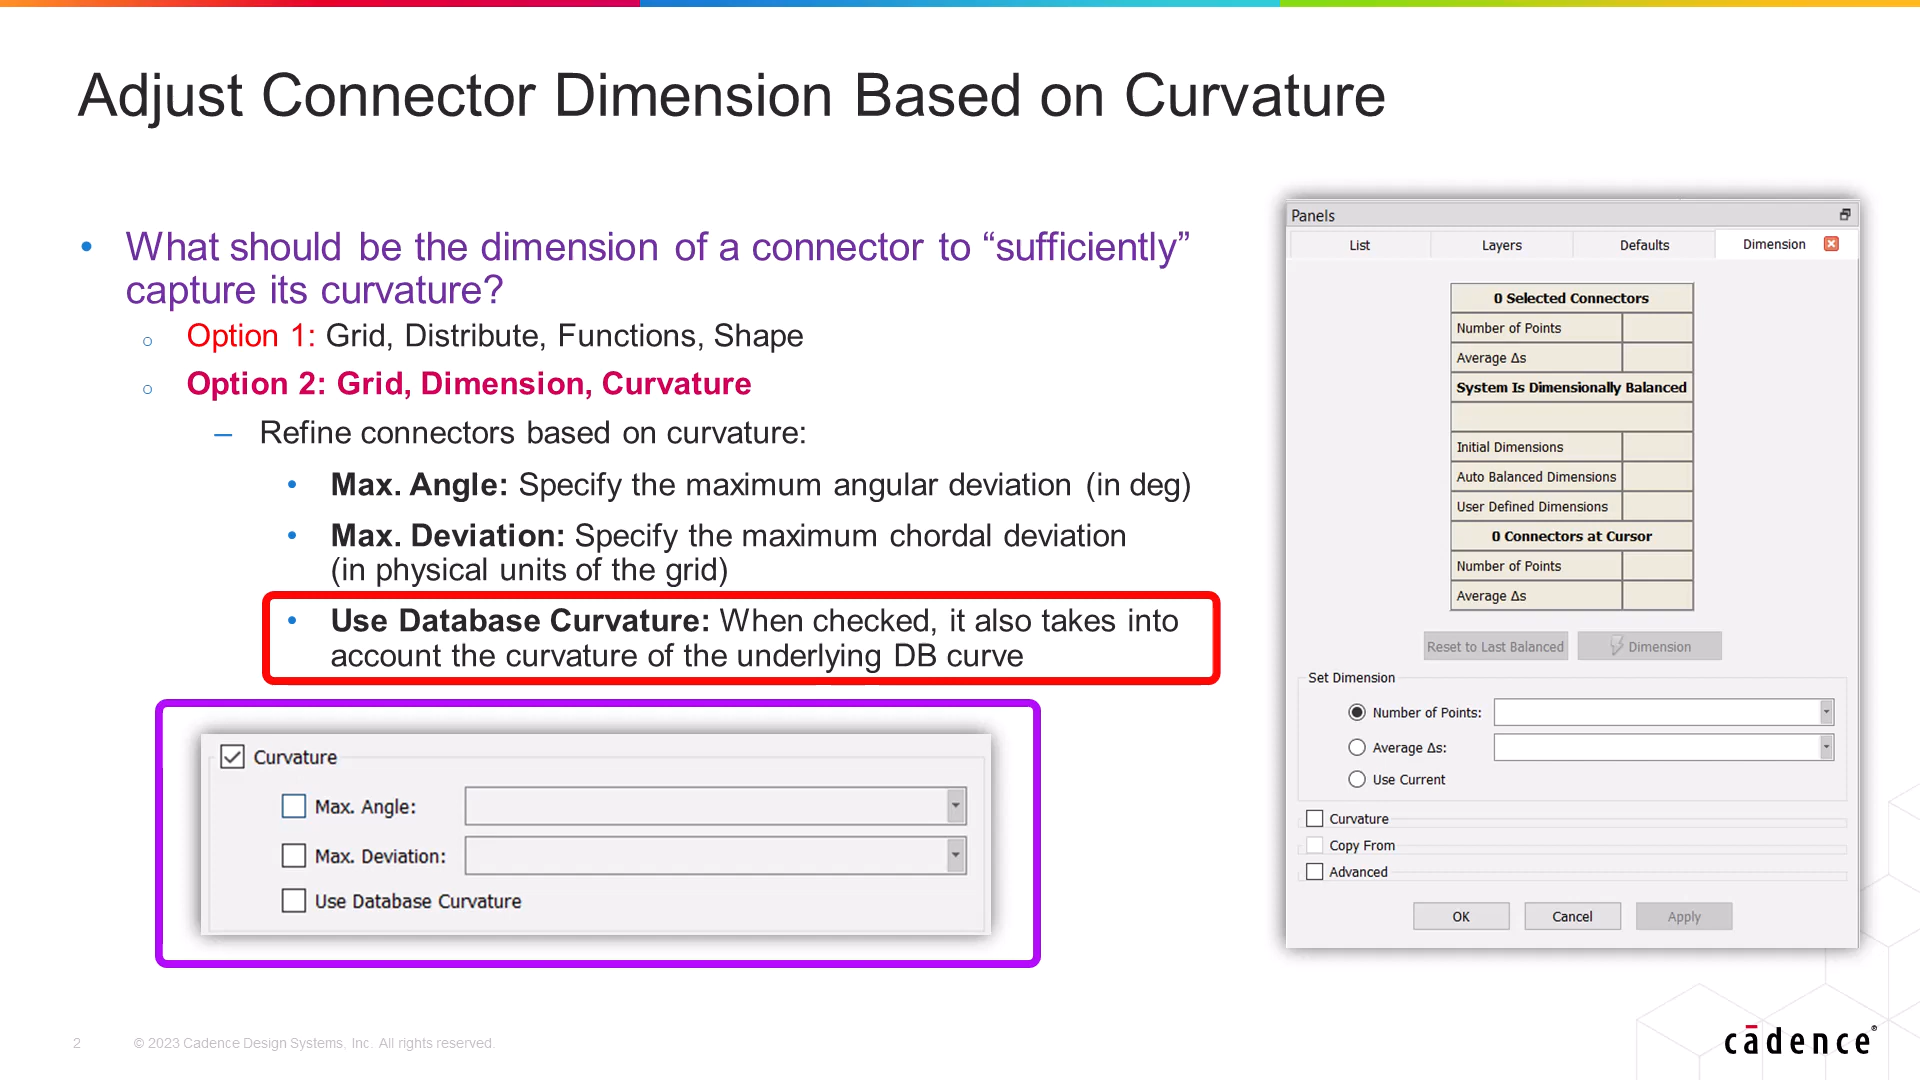 Adjust Connector Dimension Based on Curvature
• What should be the dimension of a connector to “sufficiently”
capture its curvature?
o Option 1: Grid, Distribute, Functions, Shape
o Option 2: Grid, Dimension, Curvature
– Refine connectors based on curvature:
• Max. Angle: Specify the maximum angular deviation (in deg)
• Max. Deviation: Specify the maximum chordal deviation
(in physical units of the grid)
• Use Database Curvature: When checked, it also takes into
account the curvature of the underlying DB curve
Curvature
Max. Angle:
Max. Deviation:
Use Database Curvature
Panels
List Layers Defaults Dimension
0 Selected Connectors
Number of Points
Average Δs
System Is Dimensionally Balanced
Initial Dimensions
Auto Balanced Dimensions
User Defined Dimensions
0 Connectors at Cursor
Number of Points
Average Δs
Reset to Last Balanced Dimension
Set Dimension
Number of Points:
Average Δs:
Use Current
Curvature
Copy From
Advanced
OK Cancel Apply
2 © 2023 Cadence Design Systems, Inc. All rights reserved.
cādence®